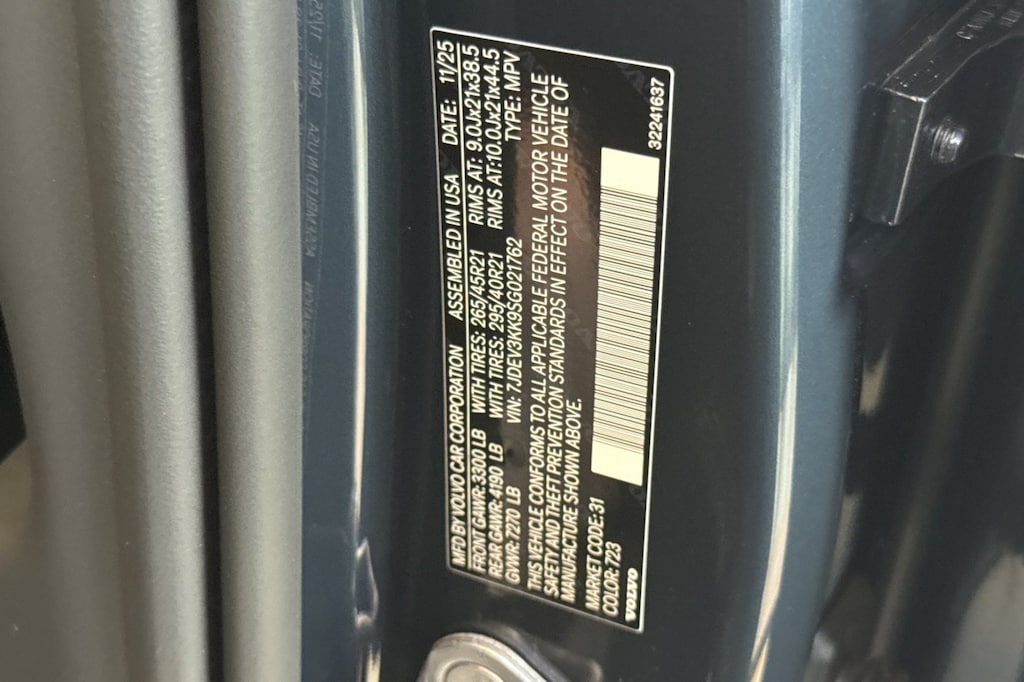 MFD BY VOLVO CAR CORPORATION ASSEMBLED IN USA DATE: 11/25
FRONT GAWR: 3300 LB WITH TIRES: 265/45R21 RIMS AT: 9.0Jx21x38.5
REAR GAWR: 4190 LB WITH TIRES: 295/40R21 RIMS AT:10.0Jx21x44.5
GVWR: 7270 LB VIN: 7JDEV3KK9SG021762 TYPE: MPV
THIS VEHICLE CONFORMS TO ALL APPLICABLE FEDERAL MOTOR VEHICLE
SAFETY AND THEFT PREVENTION STANDARDS IN EFFECT ON THE DATE OF
MANUFACTURE SHOWN ABOVE.
MARKET CODE:31
COLOR: 723
VOLVO
32241637